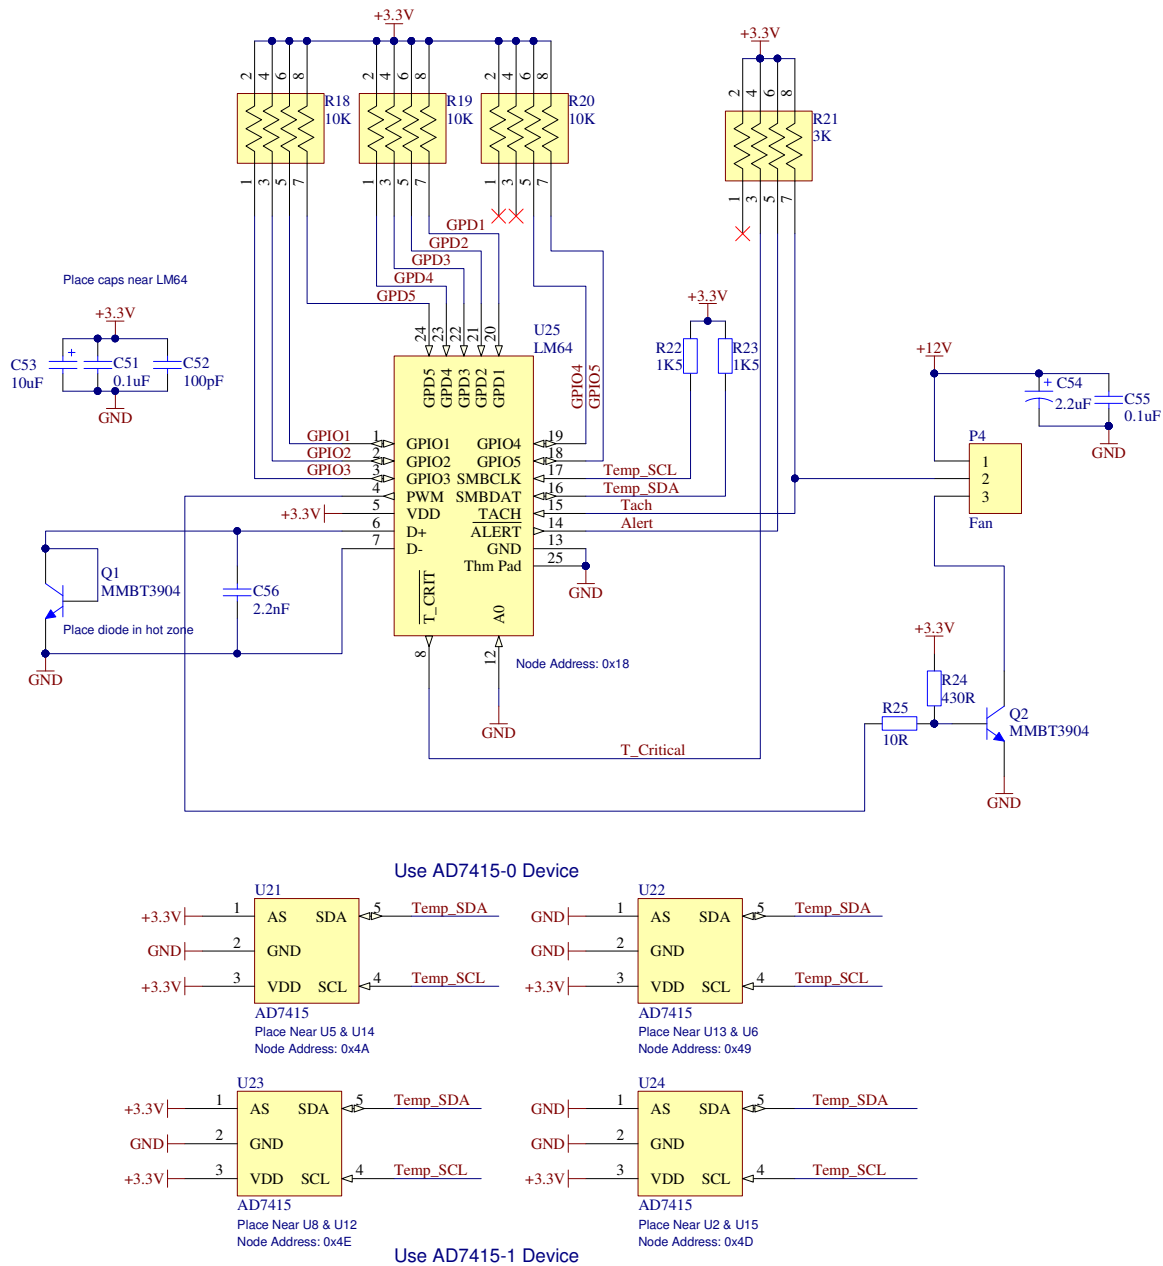 +3.3V
2 4 6 8
2 4 6 8
2 4 6 8
R18
10K
R19
10K
R20
10K
1 3 5 7
1 3 5 7
1 3 5 7
+3.3V
2 4 6 8
R21
3K
1 3 5 7
GPD1
GPD2
GPD3
GPD4
GPD5
Place caps near LM64
+3.3V
C53
10uF
+
C51
0.1uF
C52
100pF
GND
24 23 22 21 20
U25
LM64
GPD5 GPD4 GPD3 GPD2 GPD1
GPIO4
GPIO5
+3.3V
R22
1K5
R23
1K5
+12V
+
C54
2.2uF
C55
0.1uF
GND
GPIO1 1 GPIO1 GPIO4 19
GPIO2 2 GPIO2 GPIO5 18
GPIO3 3 GPIO3 SMBCLK 17 Temp_SCL
4 PWM SMBDAT 16 Temp_SDA
+3.3V 5 VDD TACH 15 Tach
6 D+ ALERT 14 Alert
7 D- GND 13
Thm Pad 25
GND
T_CRIT A0
8 12
Node Address: 0x18
GND
T_Critical
P4
1
2
3
Fan
Q1
MMBT3904
Place diode in hot zone
C56
2.2nF
GND
+3.3V
R24
430R
R25
10R
Q2
MMBT3904
GND
Use AD7415-0 Device
U21
+3.3V 1 AS SDA 5 Temp_SDA
GND 2 GND
+3.3V 3 VDD SCL 4 Temp_SCL
AD7415
Place Near U5 & U14
Node Address: 0x4A
U22
GND 1 AS SDA 5 Temp_SDA
GND 2 GND
+3.3V 3 VDD SCL 4 Temp_SCL
AD7415
Place Near U13 & U6
Node Address: 0x49
U23
+3.3V 1 AS SDA 5 Temp_SDA
GND 2 GND
+3.3V 3 VDD SCL 4 Temp_SCL
AD7415
Place Near U8 & U12
Node Address: 0x4E
U24
GND 1 AS SDA 5 Temp_SDA
GND 2 GND
+3.3V 3 VDD SCL 4 Temp_SCL
AD7415
Place Near U2 & U15
Node Address: 0x4D
Use AD7415-1 Device